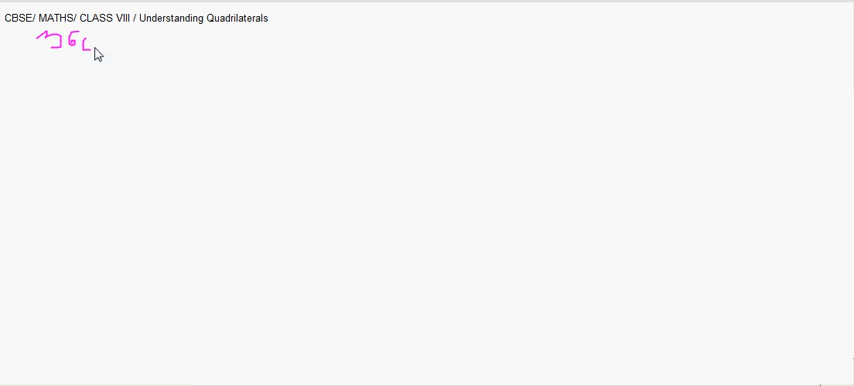 CBSE/ MATHS/ CLASS VIII / Understanding Quadrilaterals